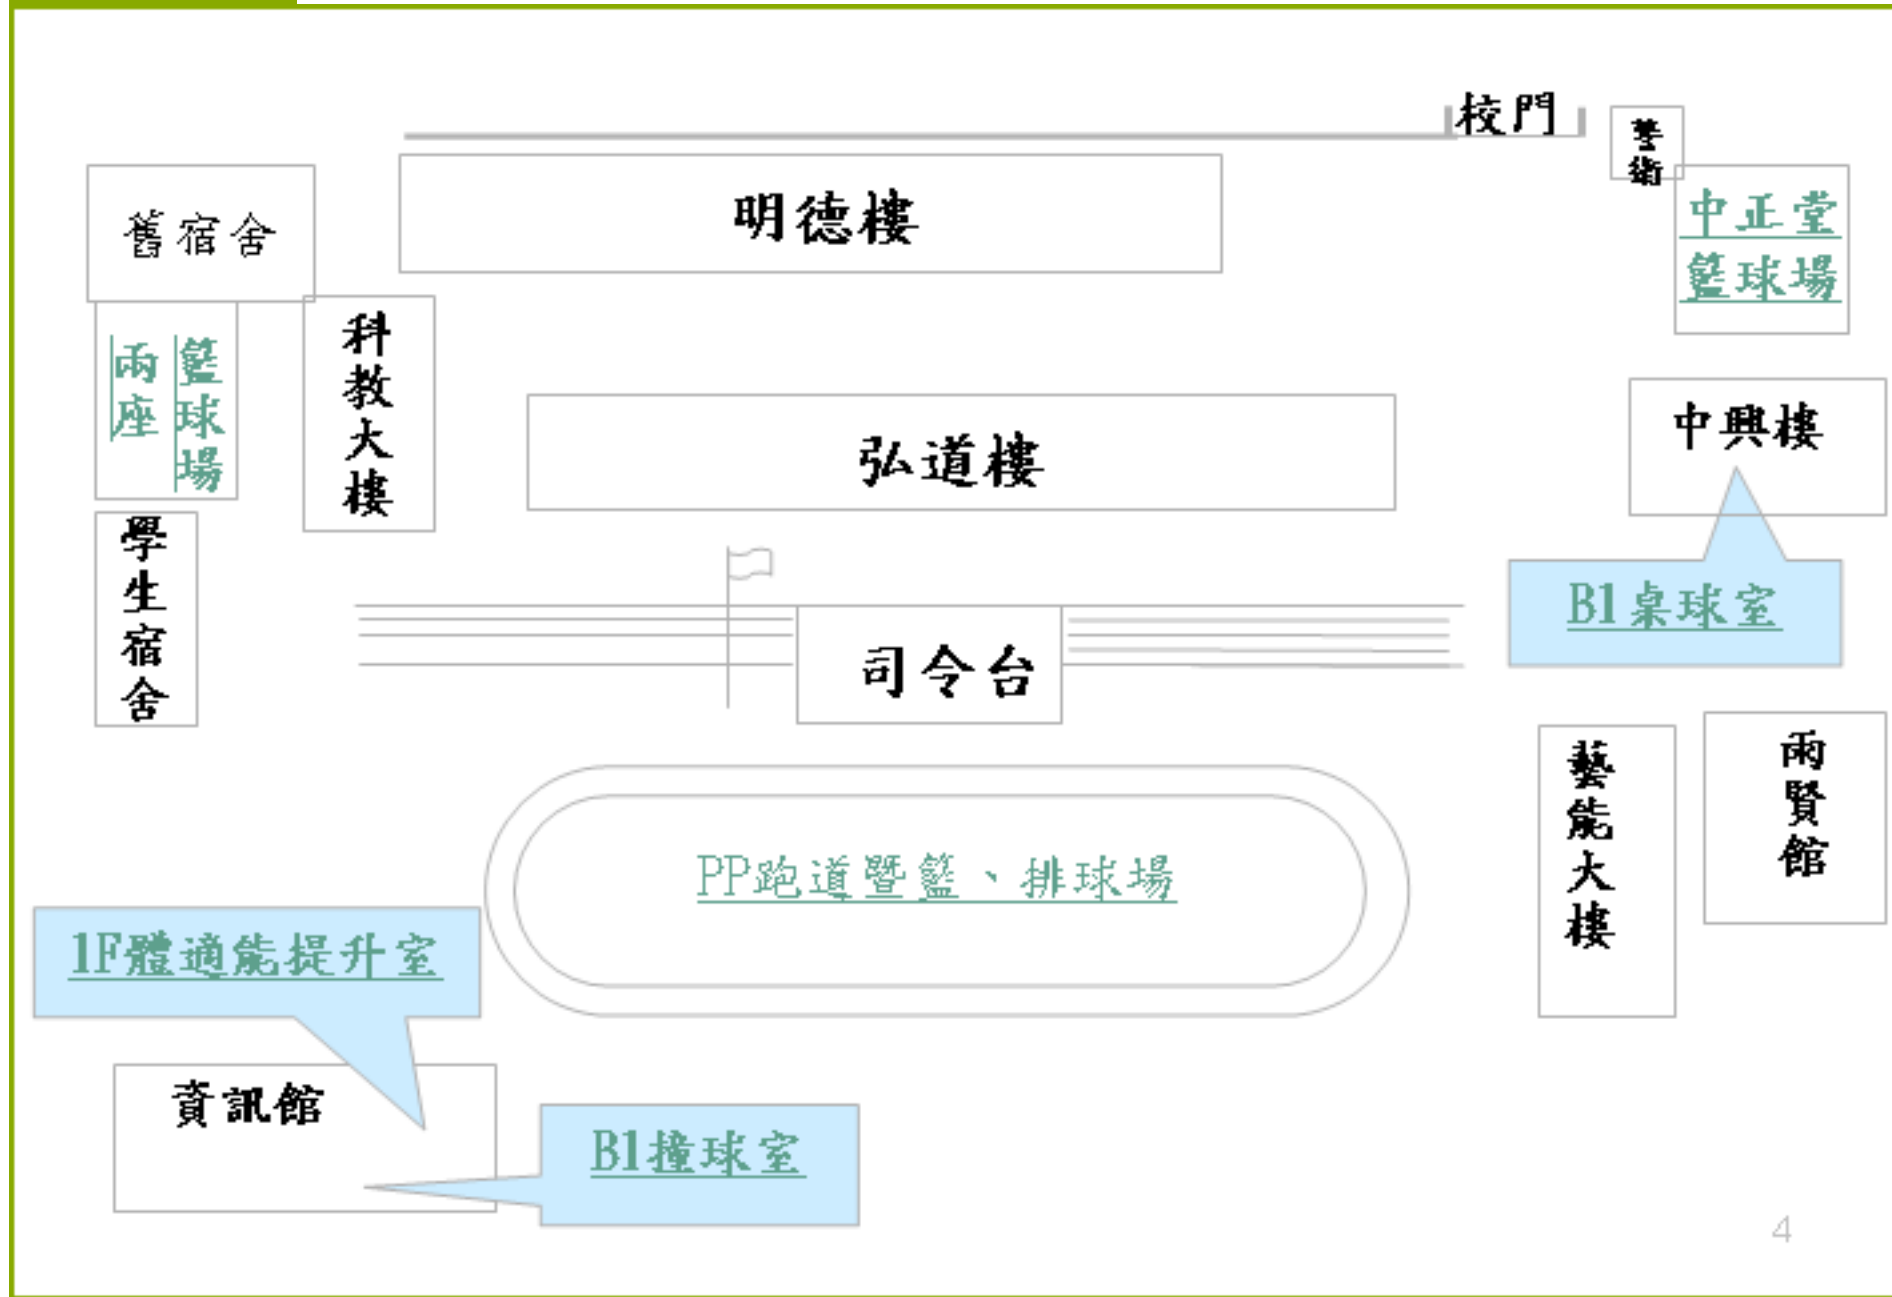 校門
警衛
舊宿舍
明德樓
中正堂
籃球場
兩座
籃球場
科教大樓
弘道樓
中興樓
學生宿舍
B1桌球室
司令台
藝能大樓
兩賢館
PP跑道暨籃、排球場
1F體適能提升室
資訊館
B1撞球室
4